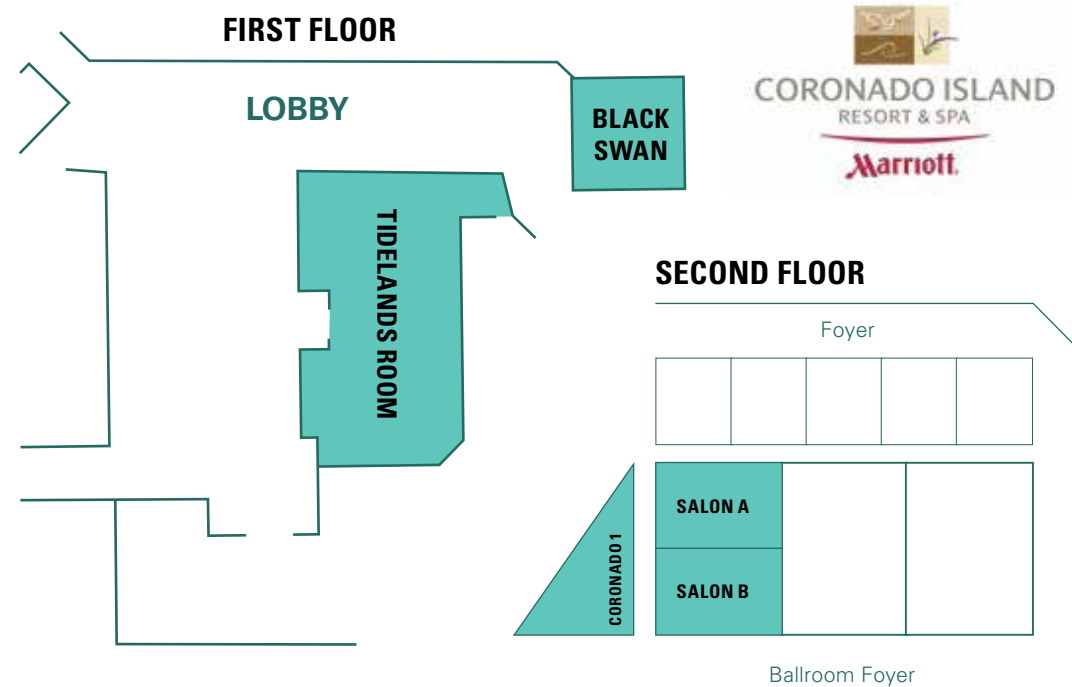 FIRST FLOOR
LOBBY
BLACK
SWAN
TIDELANDS ROOM
CORONADO ISLAND
RESORT & SPA
Marriott.
SECOND FLOOR
Foyer
SALON A
SALON B
CORONADO 1
Ballroom Foyer